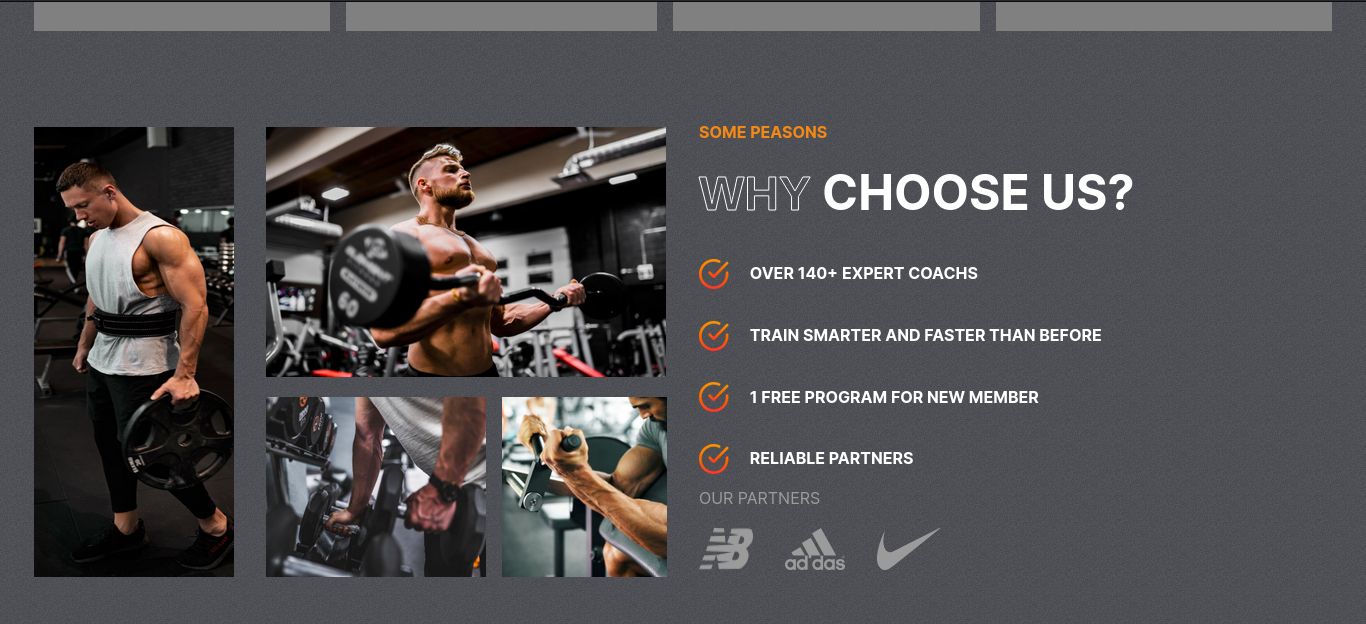 SOME PEASONS
WHY CHOOSE US?
OVER 140+ EXPERT COACHS
TRAIN SMARTER AND FASTER THAN BEFORE
1 FREE PROGRAM FOR NEW MEMBER
RELIABLE PARTNERS
OUR PARTNERS
adidas
60